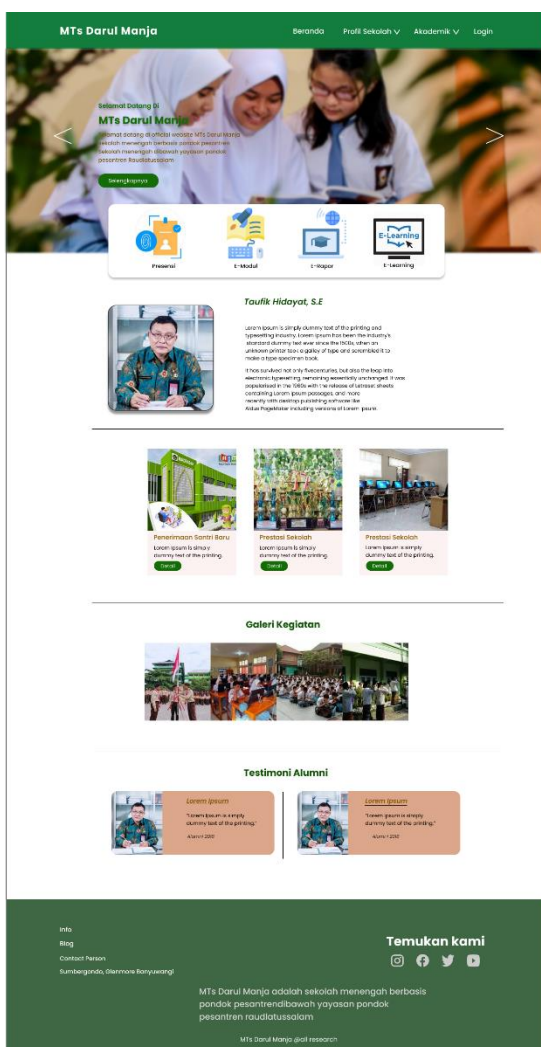 MTs Darul Manja
Beranda
Profil Sekolah
Akademik
Login
Selamat Datang Di
MTs Darul Manja
Selamat datang di official website MTs Darul Manja
sekolah menengah berbasis pondok pesantren
sekolah menengah dibawah yayasan pondok
pesantren Raudlatussalam
Selengkapnya
E-Learning
Presensi
E-Modul
E-Rapor
E-Learning
Taufik Hidayat, S.E
Lorem Ipsum is simply dummy text of the printing and
typesetting industry. Lorem Ipsum has been the industry's
standard dummy text ever since the 1500s, when an
unknown printer took a galley of type and scrambled it to
make a type specimen book.
It has survived not only fivecenturies, but also the leap into
electronic typesetting, remaining essentially unchanged. It was
popularised in the 1960s with the release of Letraset sheets
containing Lorem Ipsum passages, and more
recently with desktop publishing software like
Aldus PageMaker including versions of Lorem Ipsum.
Penerimaan Santri Baru
Lorem Ipsum is simply
dummy text of the printing.
Detail
Prestasi Sekolah
Lorem Ipsum is simply
dummy text of the printing.
Detail
Prestasi Sekolah
Lorem Ipsum is simply
dummy text of the printing.
Detail
Galeri Kegiatan
Testimoni Alumni
Lorem Ipsum
"Lorem Ipsum is simply
dummy text of the printing."
Lorem Ipsum
"Lorem Ipsum is simply
dummy text of the printing."
Info
Blog
Contact Person
Sumbergondo, Glenmore Banyuwangi
Temukan kami
MTs Darul Manja adalah sekolah menengah berbasis
pondok pesantrendibawah yayasan pondok
pesantren raudlatussalam
MTs Darul Manja @all research